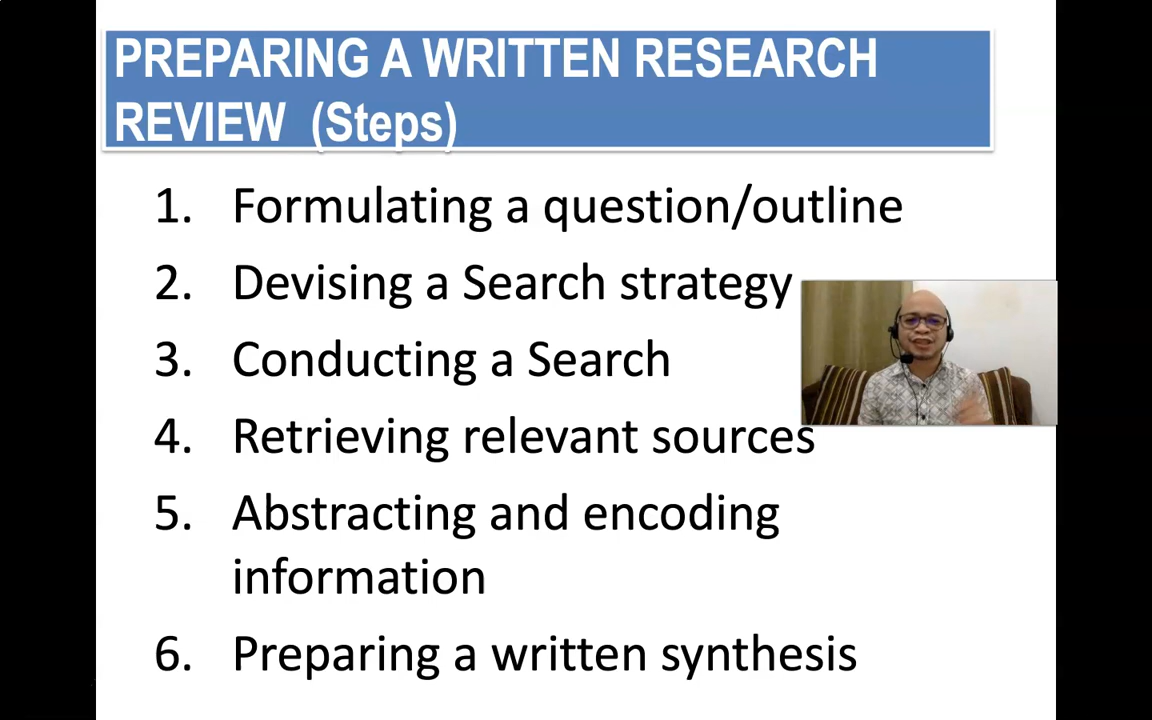 PREPARING A WRITTEN RESEARCH
REVIEW (Steps)
1. Formulating a question/outline
2. Devising a Search strategy
3. Conducting a Search
4. Retrieving relevant sources
5. Abstracting and encoding
information
6. Preparing a written synthesis